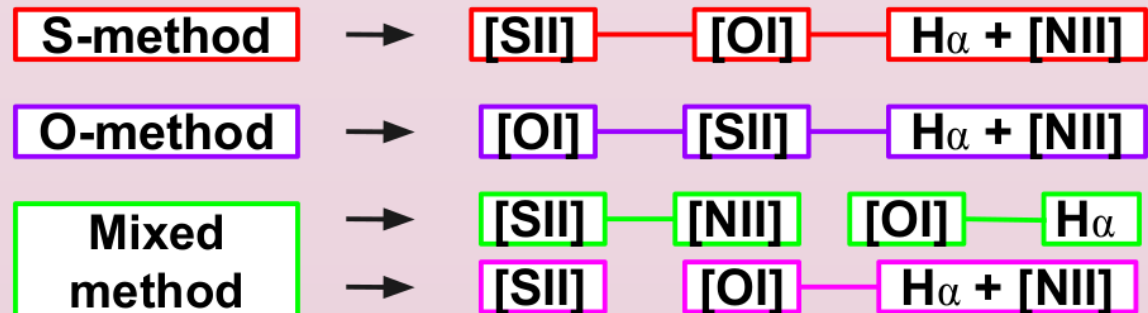 S-method [SII] [OI] Hα + [NII]
O-method [OI] [SII] Hα + [NII]
Mixed method
[SII] [NII] [OI] Hα
[SII] [OI] Hα + [NII]